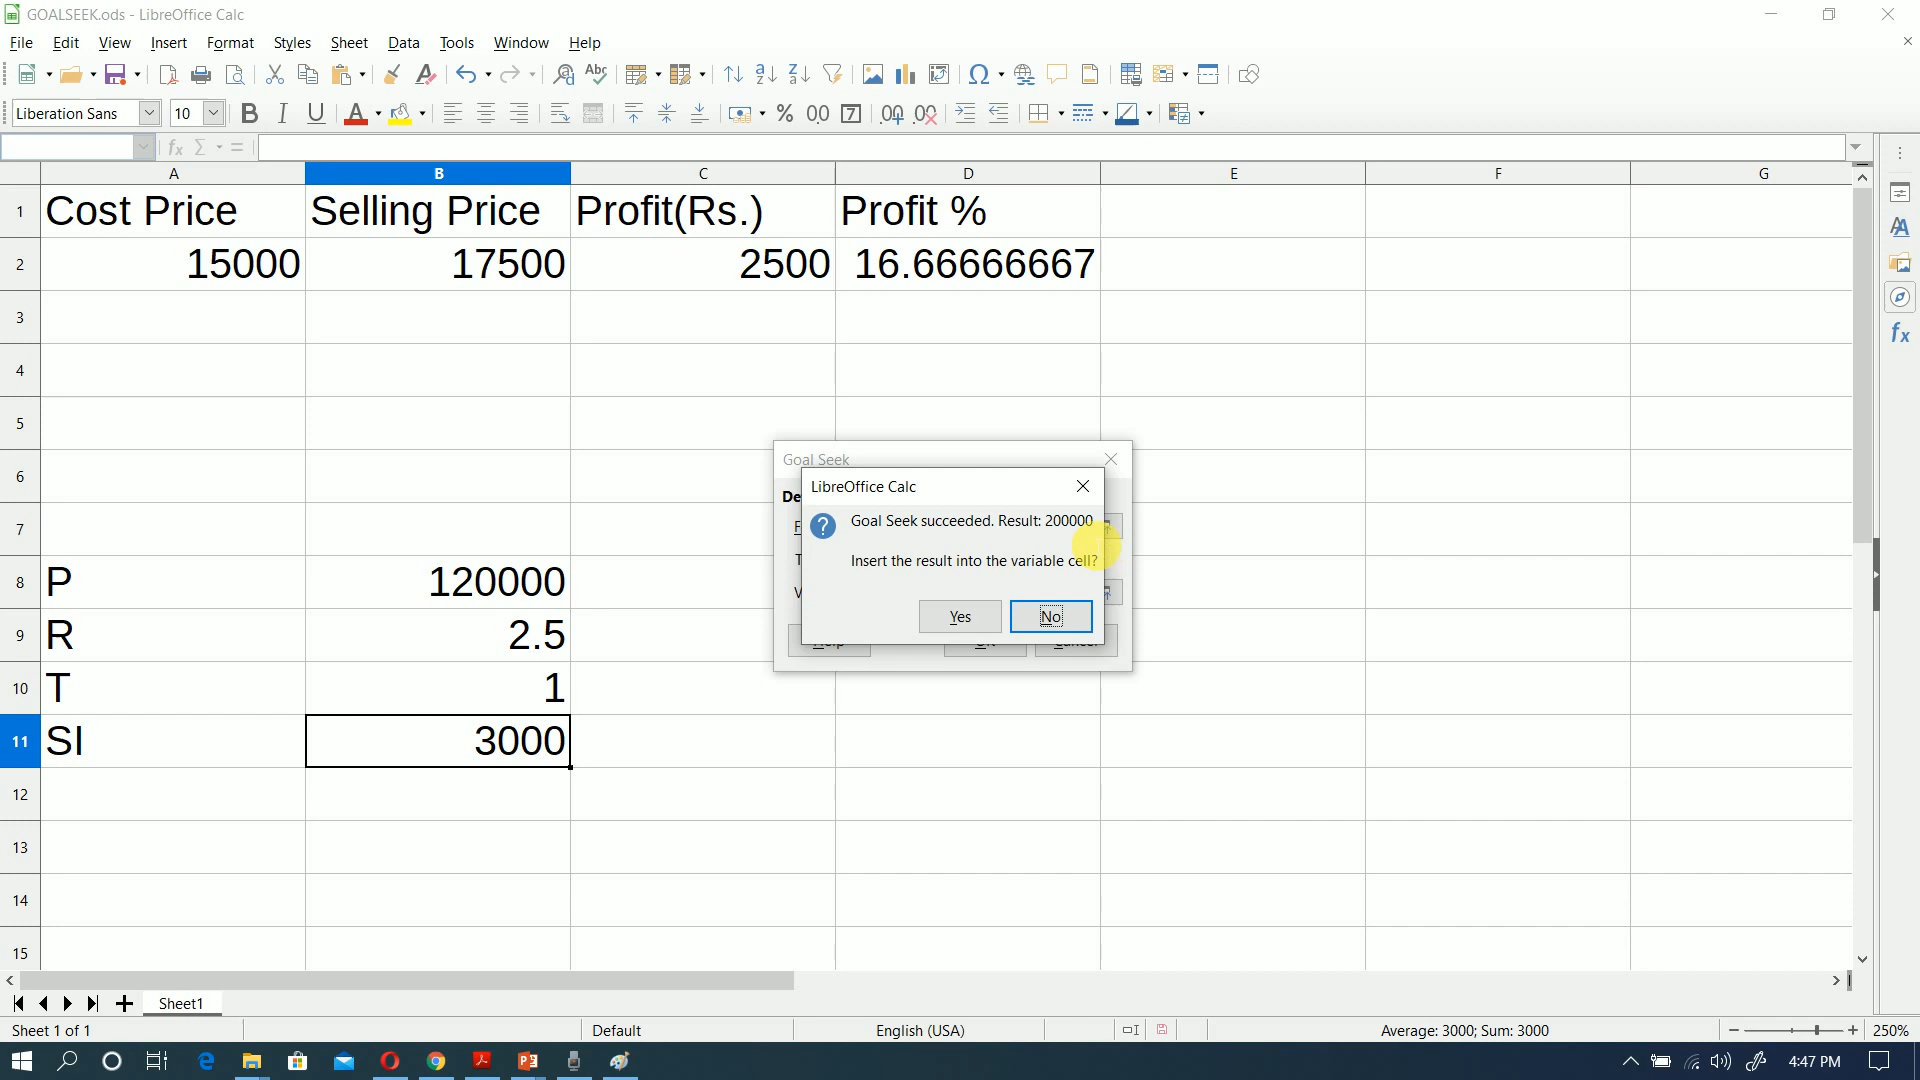 GOALSEEK.ods - LibreOffice Calc
File Edit View Insert Format Styles Sheet Data Tools Window Help
Liberation Sans 10
A B C D E F G
1 Cost Price Selling Price Profit(Rs.) Profit %
2 15000 17500 2500 16.66666667
3
4
5
6
7
8 P 120000
9 R 2.5
10 T 1
11 SI 3000
12
13
14
15
Goal Seek
LibreOffice Calc
Goal Seek succeeded. Result: 200000
Insert the result into the variable cell?
Yes No
Sheet1
Sheet 1 of 1 Default English (USA) Average: 3000; Sum: 3000 250%
4:47 PM